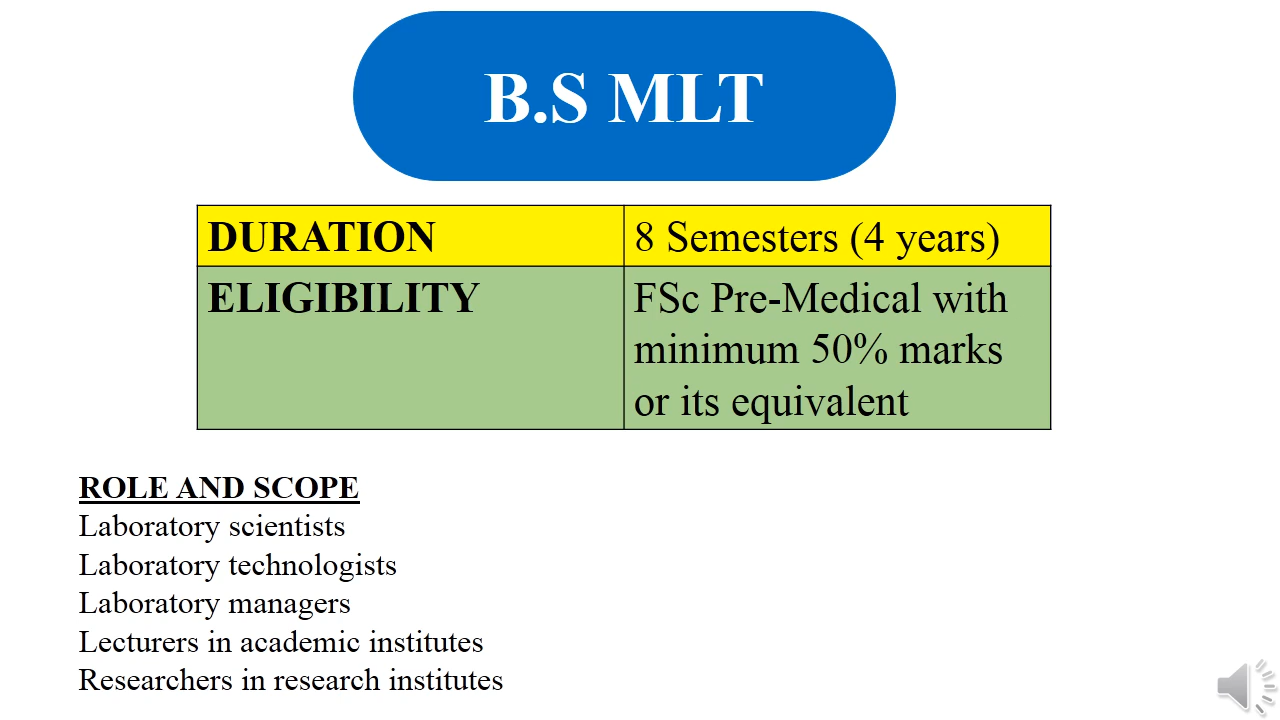 B.S MLT
DURATION
8 Semesters (4 years)
ELIGIBILITY
FSc Pre-Medical with
minimum 50% marks
or its equivalent
ROLE AND SCOPE
Laboratory scientists
Laboratory technologists
Laboratory managers
Lecturers in academic institutes
Researchers in research institutes